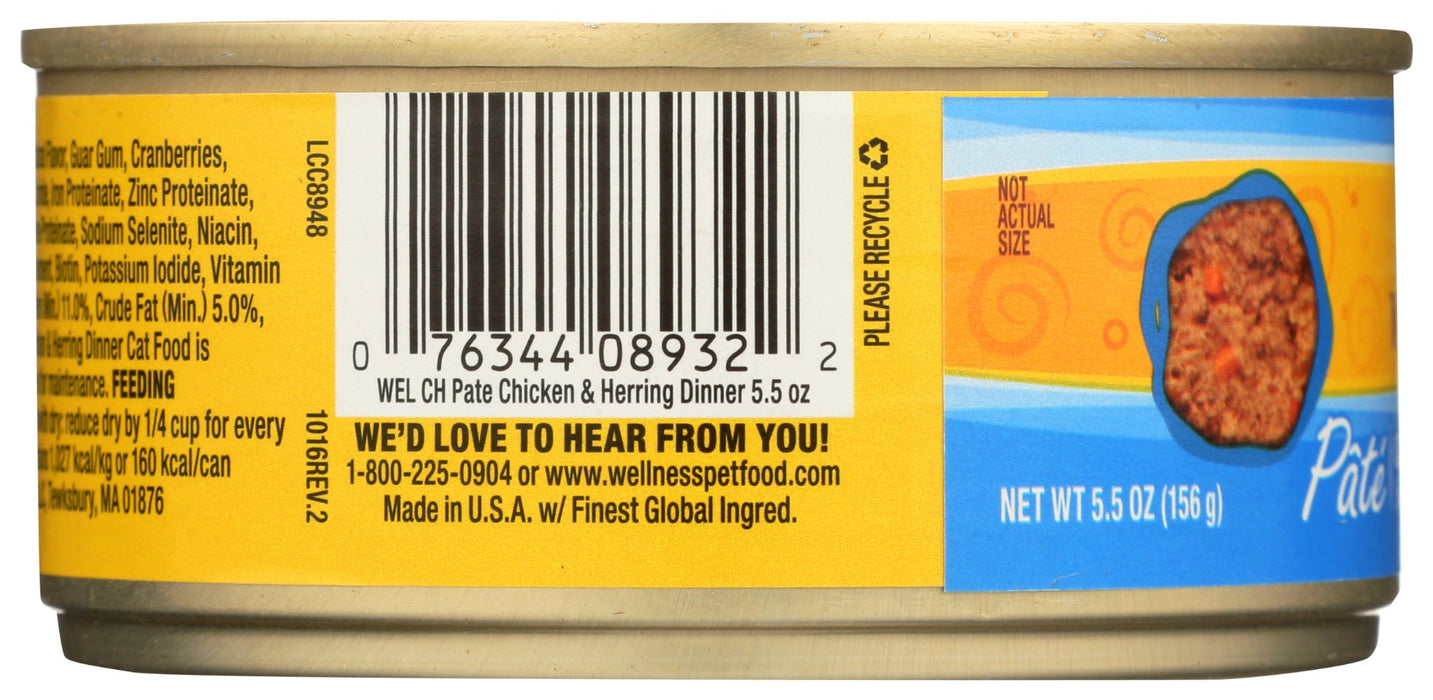 Flavor, Guar Gum, Cranberries,
Iron Proteinate, Zinc Proteinate,
Proteinate, Sodium Selenite, Niacin,
Biotin, Potassium Iodide, Vitamin
Min.) 11.0%, Crude Fat (Min.) 5.0%,
& Herring Dinner Cat Food is
maintenance. FEEDING
dry: reduce dry by 1/4 cup for every
1,027 kcal/kg or 160 kcal/can
Tewksbury, MA 01876
LCC8948
1016REV.2
0 76344 08932 2
WEL CH Pate Chicken & Herring Dinner 5.5 oz
WE'D LOVE TO HEAR FROM YOU!
1-800-225-0904 or www.wellnesspetfood.com
Made in U.S.A. w/ Finest Global Ingred.
PLEASE RECYCLE
NOT
ACTUAL
SIZE
NET WT 5.5 OZ (156 g)
Pâté